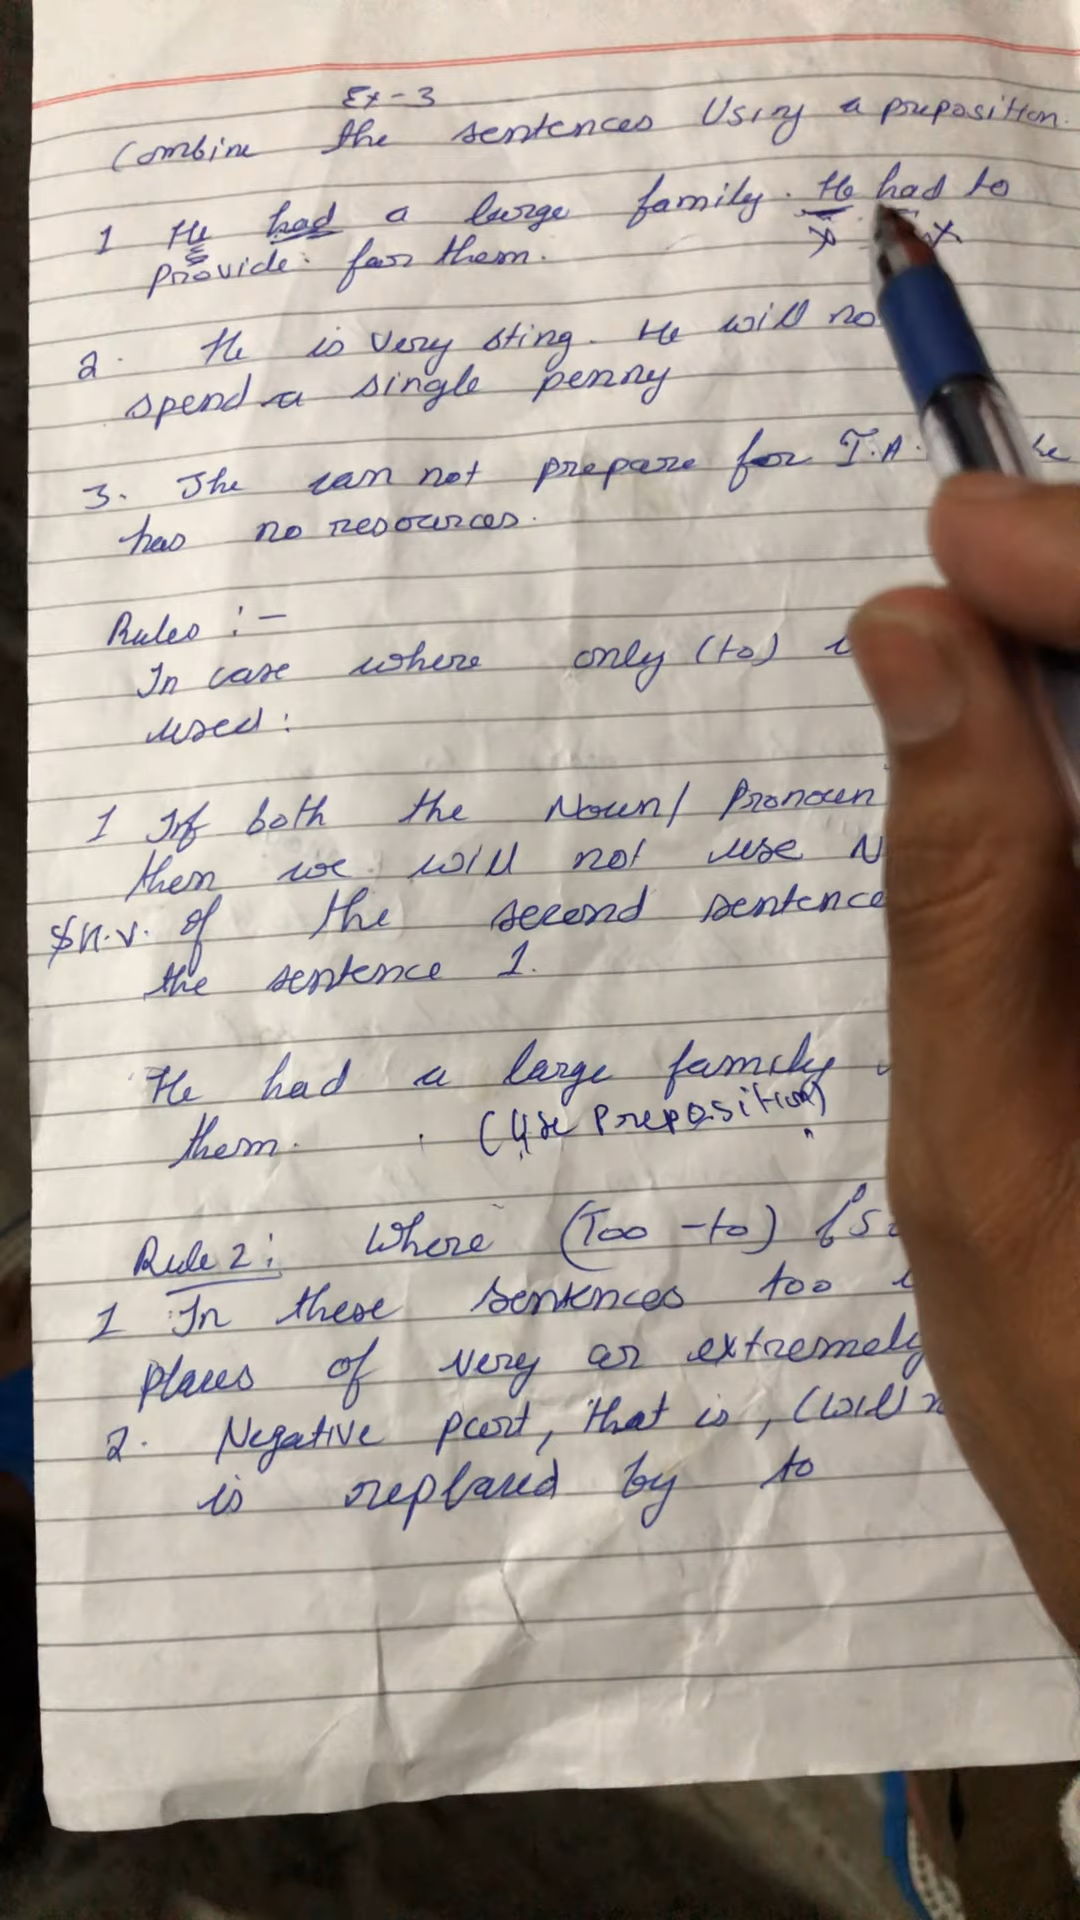 Ex-3
Combine the sentences Using a preposition.
1 He had a large family. He had to
provide for them.
2. He is very sting. He will no
spend a single penny
3. She can not prepare for I.A. he
has no resources.
Rules :-
In case where only (to) i
used:
1 If both the Noun/ Pronoun
then we will not use N
$H.V. of the second sentence
the sentence 1.
He had a large family
them. (Use Preposition)
Rule 2: Where (Too -to) is
1 In these sentences too i
places of very or extremely
2. Negative part, that is, (will n
is replaced by to